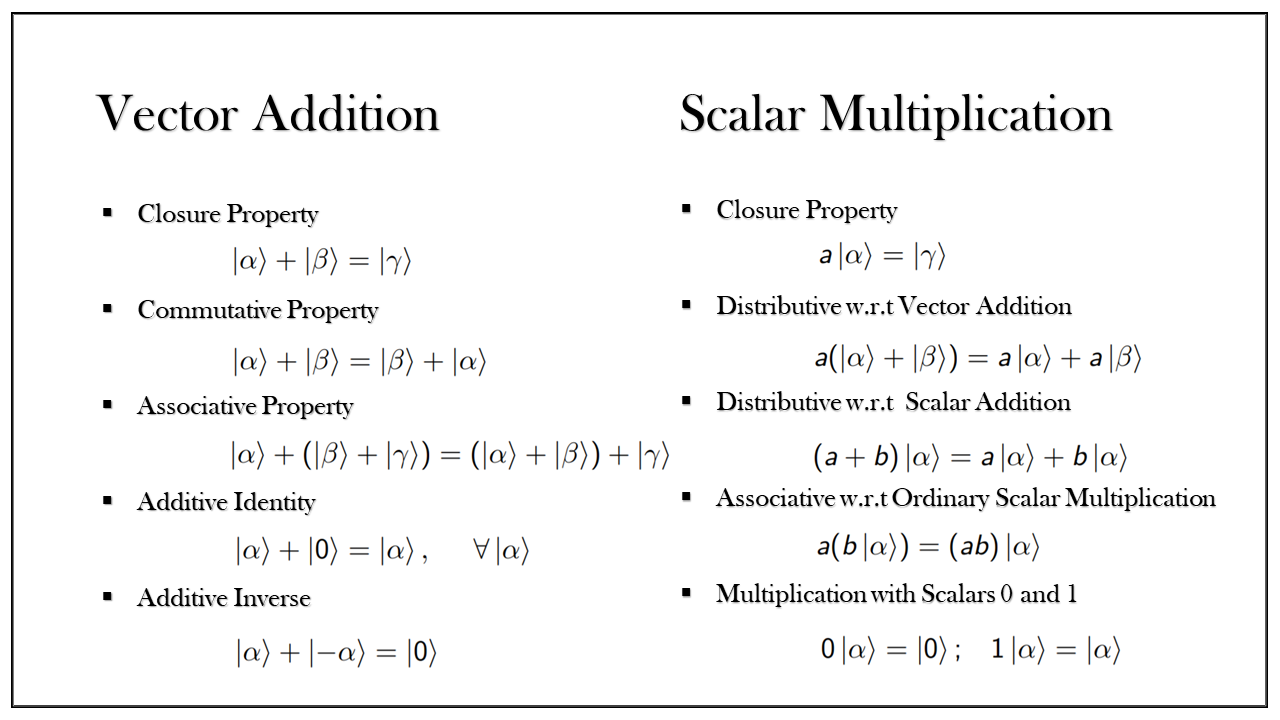 Vector Addition
▪ Closure Property
|α⟩ + |β⟩ = |γ⟩
▪ Commutative Property
|α⟩ + |β⟩ = |β⟩ + |α⟩
▪ Associative Property
|α⟩ + (|β⟩ + |γ⟩) = (|α⟩ + |β⟩) + |γ⟩
▪ Additive Identity
|α⟩ + |0⟩ = |α⟩ , ∀ |α⟩
▪ Additive Inverse
|α⟩ + |−α⟩ = |0⟩
Scalar Multiplication
▪ Closure Property
a |α⟩ = |γ⟩
▪ Distributive w.r.t Vector Addition
a(|α⟩ + |β⟩) = a |α⟩ + a |β⟩
▪ Distributive w.r.t Scalar Addition
(a + b) |α⟩ = a |α⟩ + b |α⟩
▪ Associative w.r.t Ordinary Scalar Multiplication
a(b |α⟩) = (ab) |α⟩
▪ Multiplication with Scalars 0 and 1
0 |α⟩ = |0⟩ ; 1 |α⟩ = |α⟩